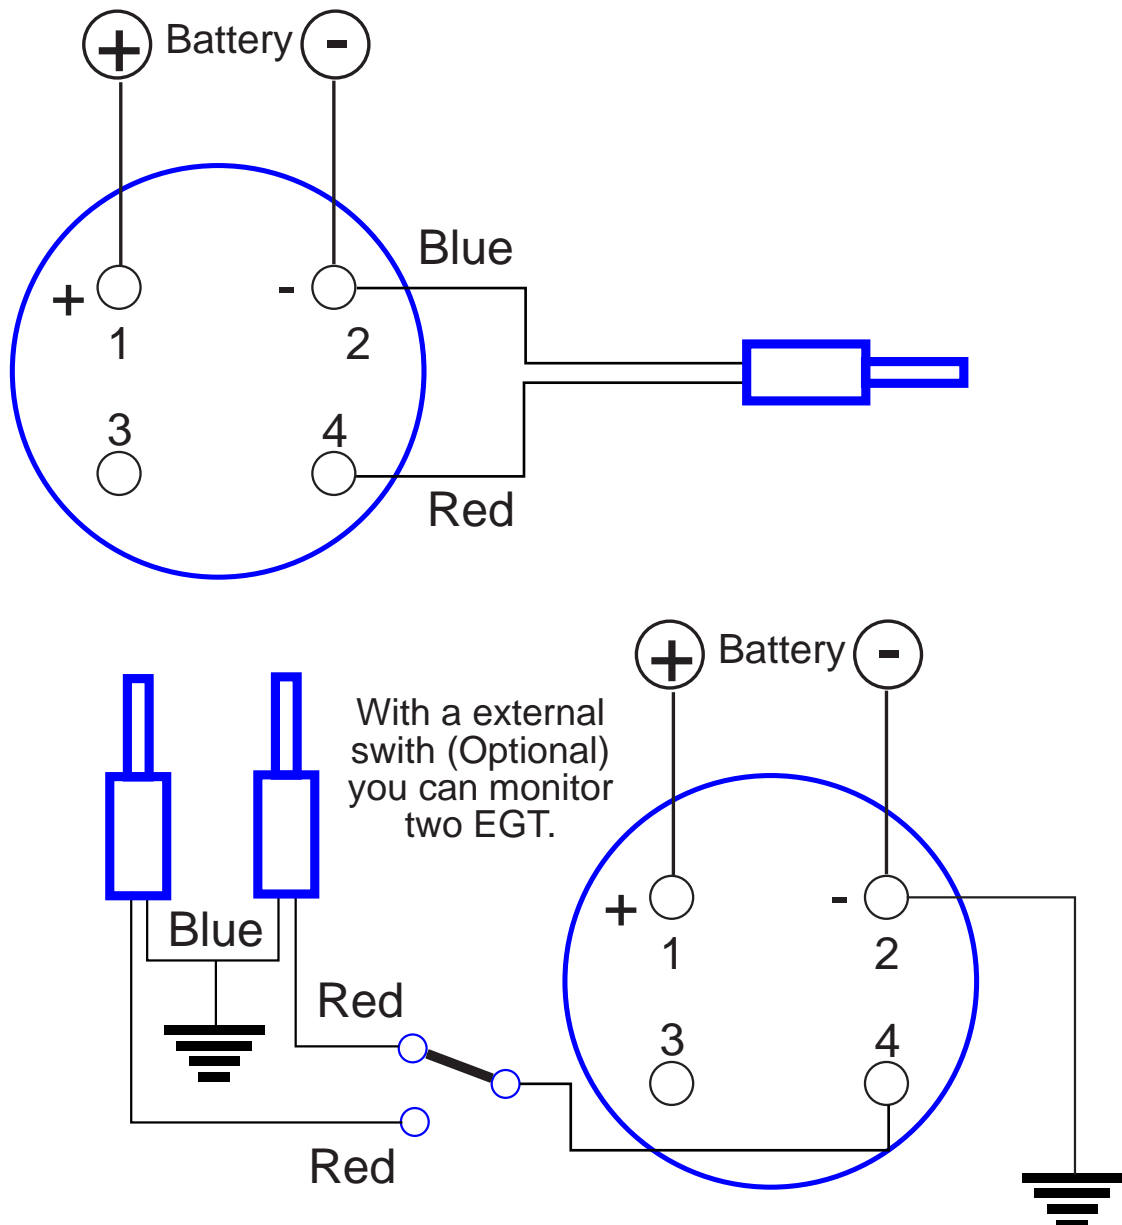 + Battery -
Blue
+ -
1 2
3 4
Red
+ Battery -
With a external
swith (Optional)
you can monitor
two EGT.
+ -
Blue
1 2
Red
3 4
Red